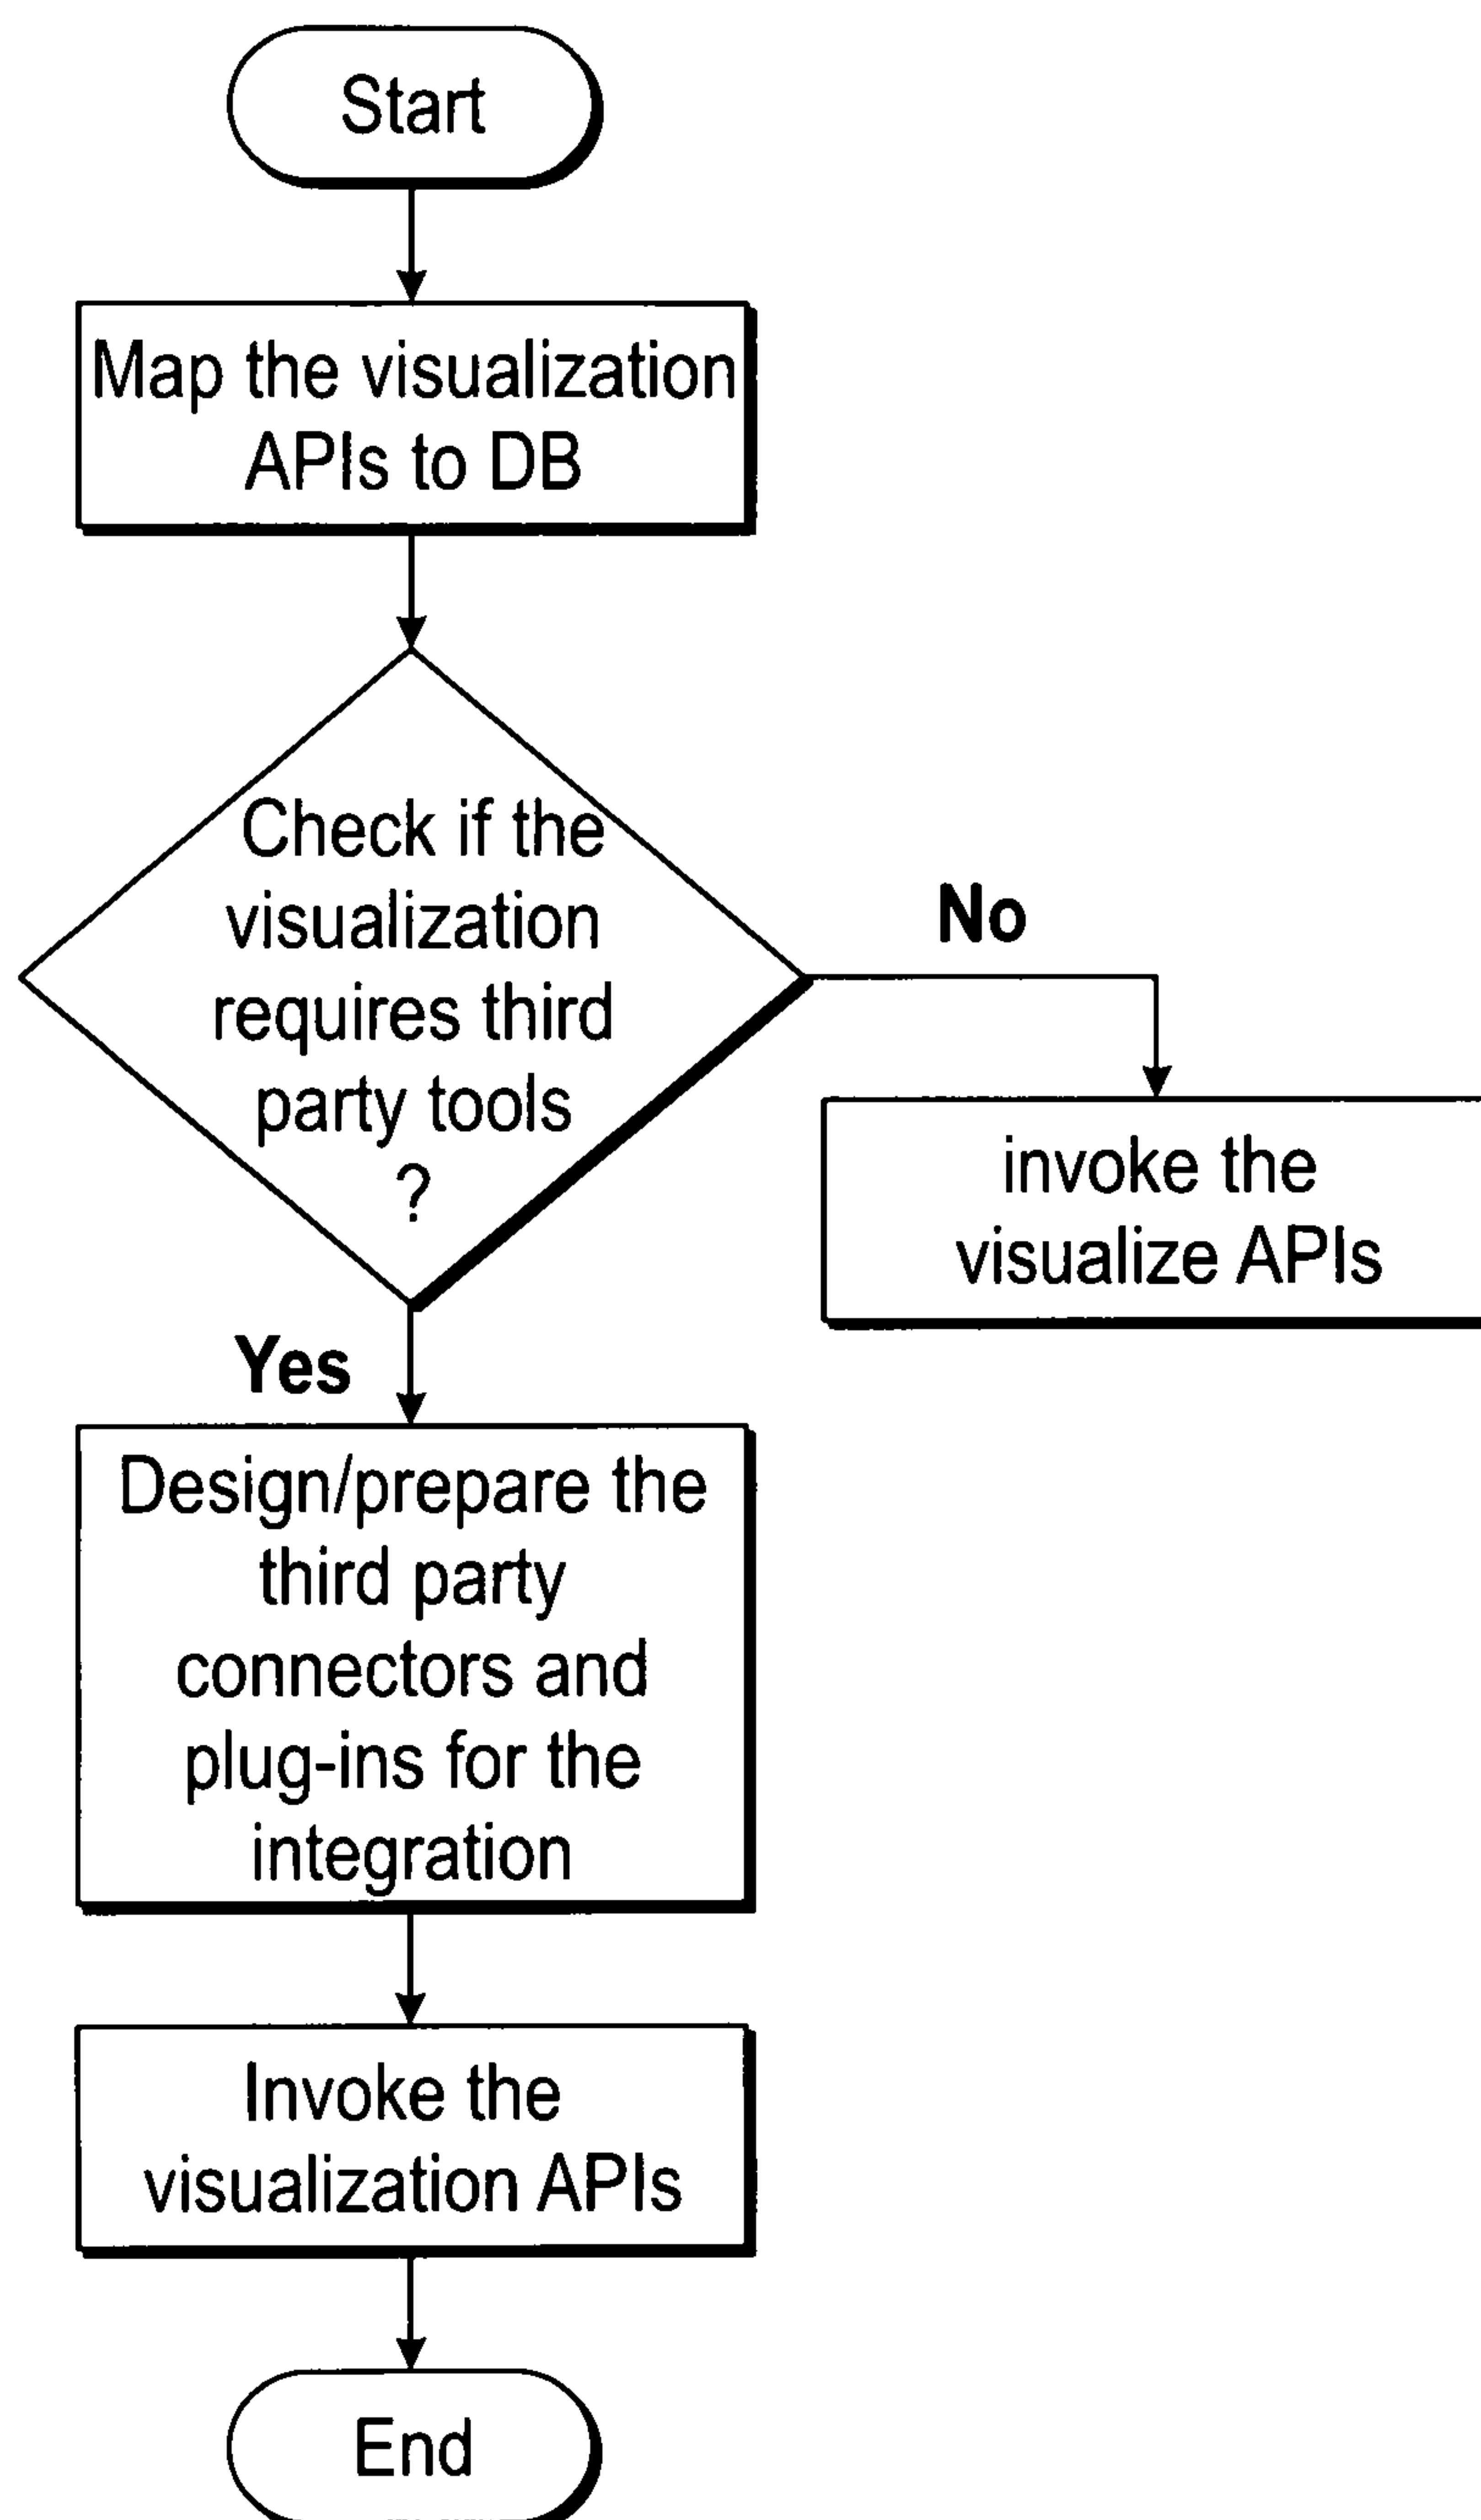 Start
Map the visualization
APIs to DB
Check if the
visualization
requires third
party tools
?
No
invoke the
visualize APIs
Yes
Design/prepare the
third party
connectors and
plug-ins for the
integration
Invoke the
visualization APIs
End